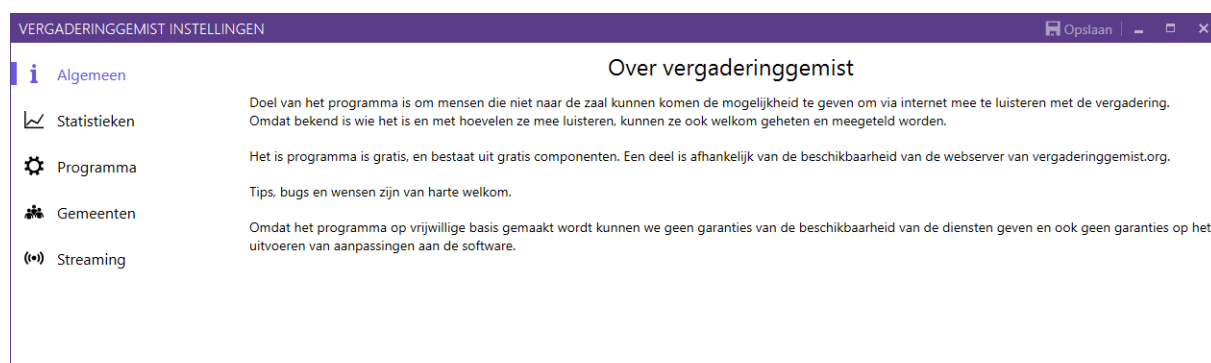 VERGADERINGGEMIST INSTELLINGEN
Opslaan
Algemeen
Statistieken
Programma
Gemeenten
Streaming
Over vergaderinggemist
Doel van het programma is om mensen die niet naar de zaal kunnen komen de mogelijkheid te geven om via internet mee te luisteren met de vergadering.
Omdat bekend is wie het is en met hoevelen ze mee luisteren, kunnen ze ook welkom geheten en meegeteld worden.
Het is programma is gratis, en bestaat uit gratis componenten. Een deel is afhankelijk van de beschikbaarheid van de webserver van vergaderinggemist.org.
Tips, bugs en wensen zijn van harte welkom.
Omdat het programma op vrijwillige basis gemaakt wordt kunnen we geen garanties van de beschikbaarheid van de diensten geven en ook geen garanties op het
uitvoeren van aanpassingen aan de software.